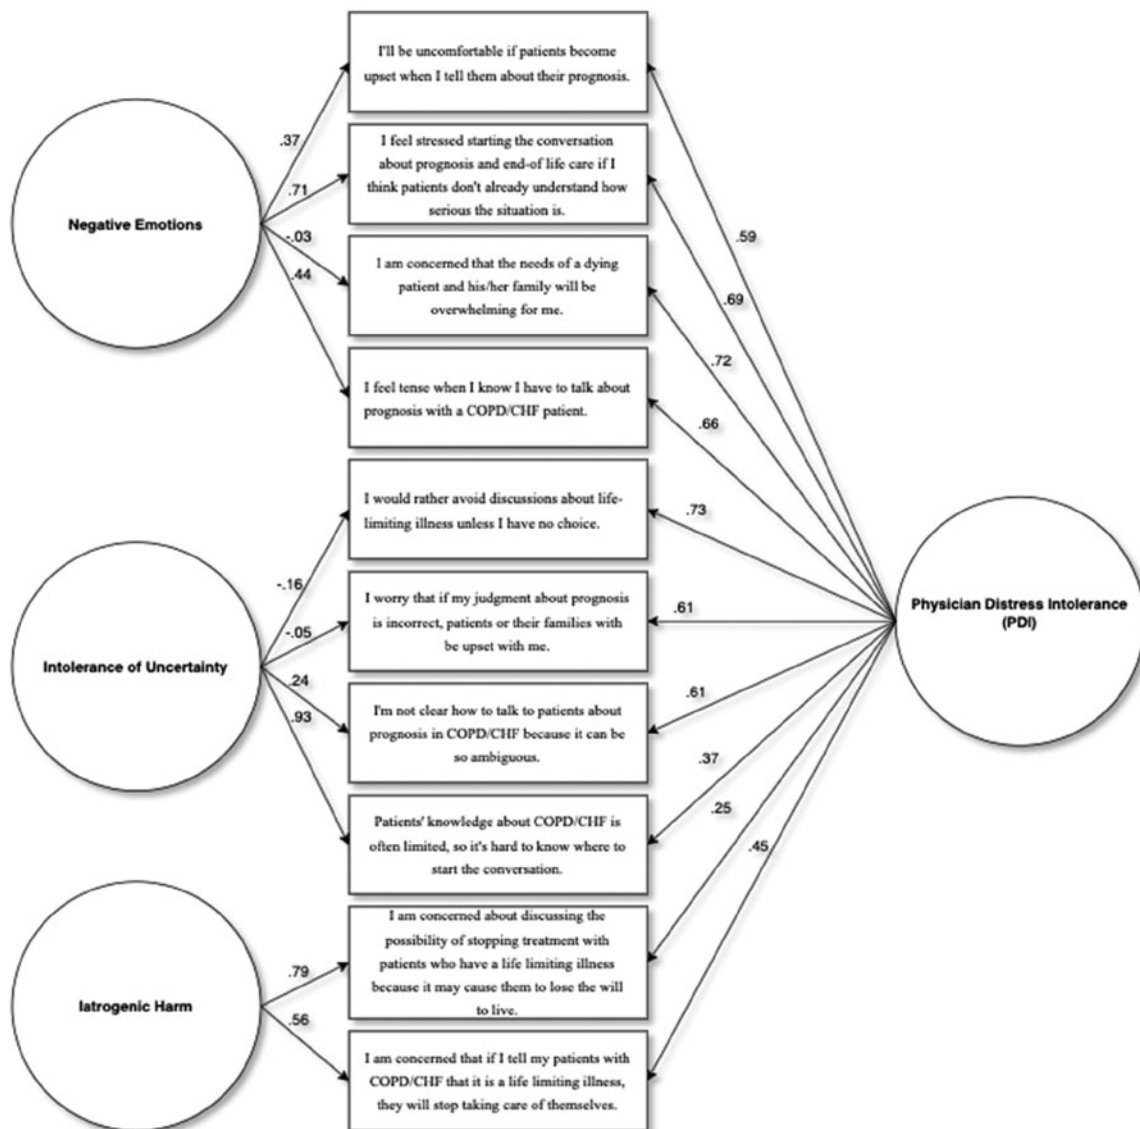 I'll be uncomfortable if patients become
upset when I tell them about their prognosis.
.37
I feel stressed starting the conversation
about prognosis and end-of life care if I
think patients don't already understand how
serious the situation is.
.71
Negative Emotions
-.03
.44
I am concerned that the needs of a dying
patient and his/her family will be
overwhelming for me.
I feel tense when I know I have to talk about
prognosis with a COPD/CHF patient.
.59
.69
.72
.66
I would rather avoid discussions about life-
limiting illness unless I have no choice.
.73
-.16
I worry that if my judgment about prognosis
is incorrect, patients or their families with
be upset with me.
.61
-.05
Intolerance of Uncertainty
.24
.93
I'm not clear how to talk to patients about
prognosis in COPD/CHF because it can be
so ambiguous.
.61
Physician Distress Intolerance
(PDI)
Patients' knowledge about COPD/CHF is
often limited, so it's hard to know where to
start the conversation.
.37
.25
.45
I am concerned about discussing the
possibility of stopping treatment with
patients who have a life limiting illness
because it may cause them to lose the will
to live.
.79
Iatrogenic Harm
.56
I am concerned that if I tell my patients with
COPD/CHF that it is a life limiting illness,
they will stop taking care of themselves.